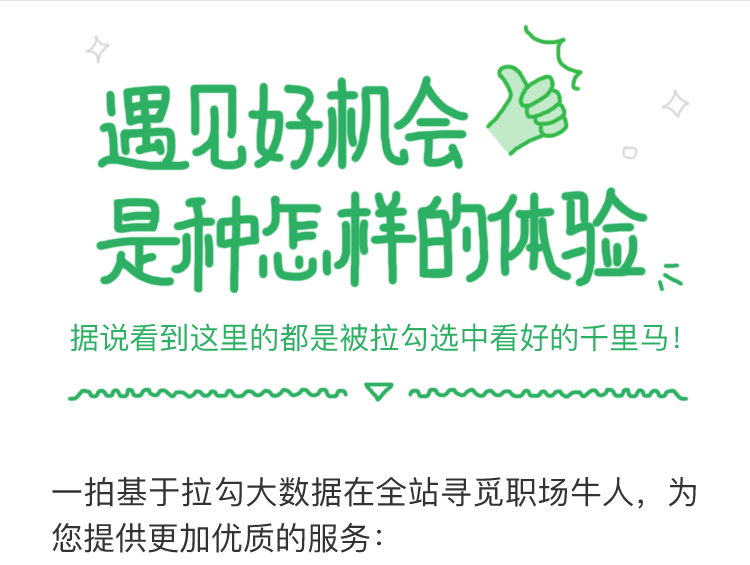 遇见好机会
是种怎样的体验
据说看到这里的都是被拉勾选中看好的千里马！
一拍基于拉勾大数据在全站寻觅职场牛人，为
您提供更加优质的服务：